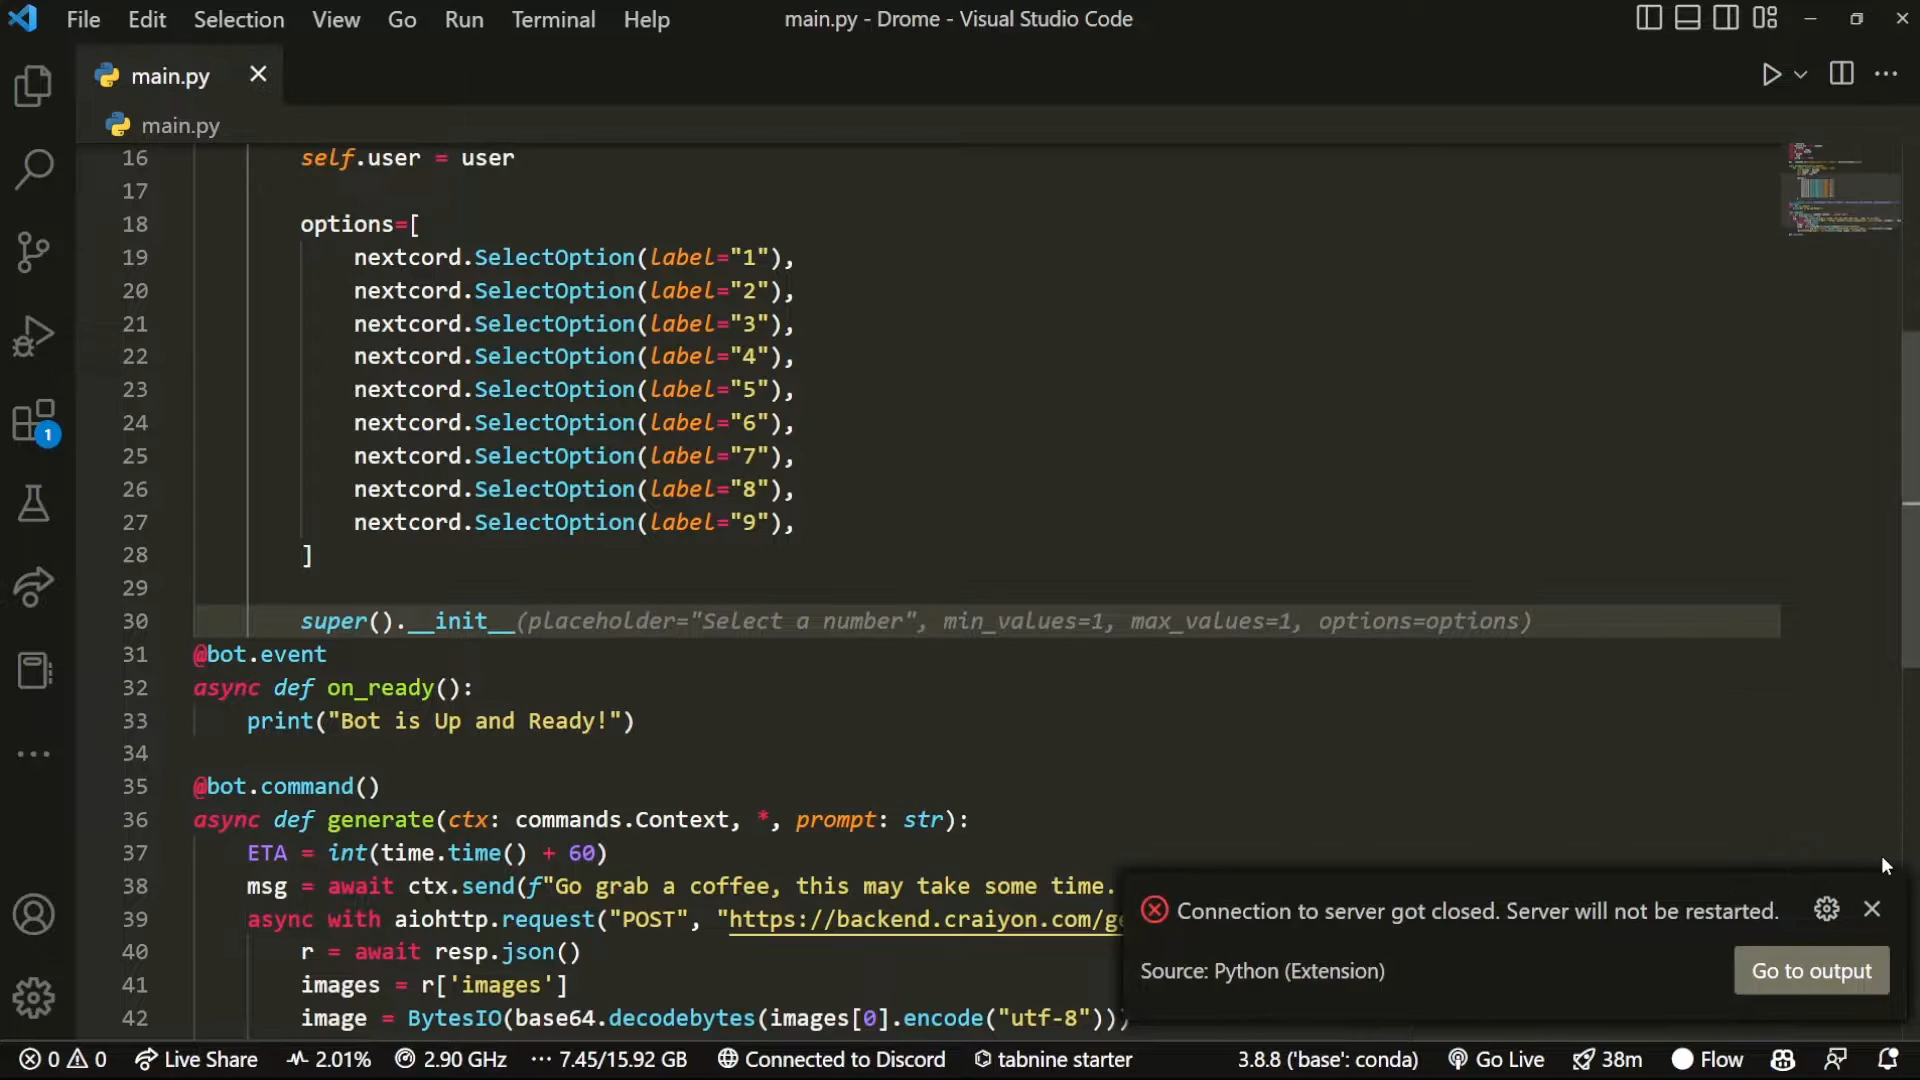 File Edit Selection View Go Run Terminal Help main.py - Drome - Visual Studio Code
main.py
main.py
16 self.user = user
17
18 options=[
19 nextcord.SelectOption(label="1"),
20 nextcord.SelectOption(label="2"),
21 nextcord.SelectOption(label="3"),
22 nextcord.SelectOption(label="4"),
23 nextcord.SelectOption(label="5"),
24 nextcord.SelectOption(label="6"),
25 nextcord.SelectOption(label="7"),
26 nextcord.SelectOption(label="8"),
27 nextcord.SelectOption(label="9"),
28 ]
29
30 super().__init__(placeholder="Select a number", min_values=1, max_values=1, options=options)
31 @bot.event
32 async def on_ready():
33 print("Bot is Up and Ready!")
34
35 @bot.command()
36 async def generate(ctx: commands.Context, *, prompt: str):
37 ETA = int(time.time() + 60)
38 msg = await ctx.send(f"Go grab a coffee, this may take some time.
39 async with aiohttp.request("POST", "https://backend.craiyon.com/ge
40 r = await resp.json()
41 images = r['images']
42 image = BytesIO(base64.decodebytes(images[0].encode("utf-8")))
1
Connection to server got closed. Server will not be restarted.
Source: Python (Extension)
Go to output
0 0 Live Share 2.01% 2.90 GHz 7.45/15.92 GB Connected to Discord tabnine starter 3.8.8 ('base': conda) Go Live 38m Flow